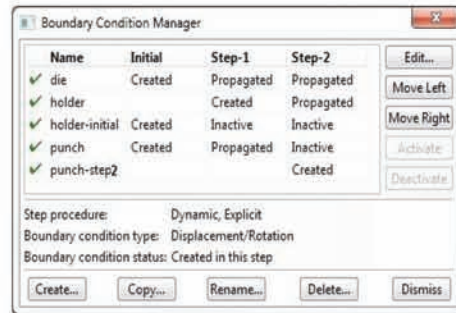 Boundary Condition Manager
Name Initial Step-1 Step-2
die Created Propagated Propagated
holder Created Propagated
holder-initial Created Inactive Inactive
punch Created Propagated Inactive
punch-step2 Created
Edit...
Move Left
Move Right
Activate
Deactivate
Step procedure: Dynamic, Explicit
Boundary condition type: Displacement/Rotation
Boundary condition status: Created in this step
Create... Copy... Rename... Delete... Dismiss